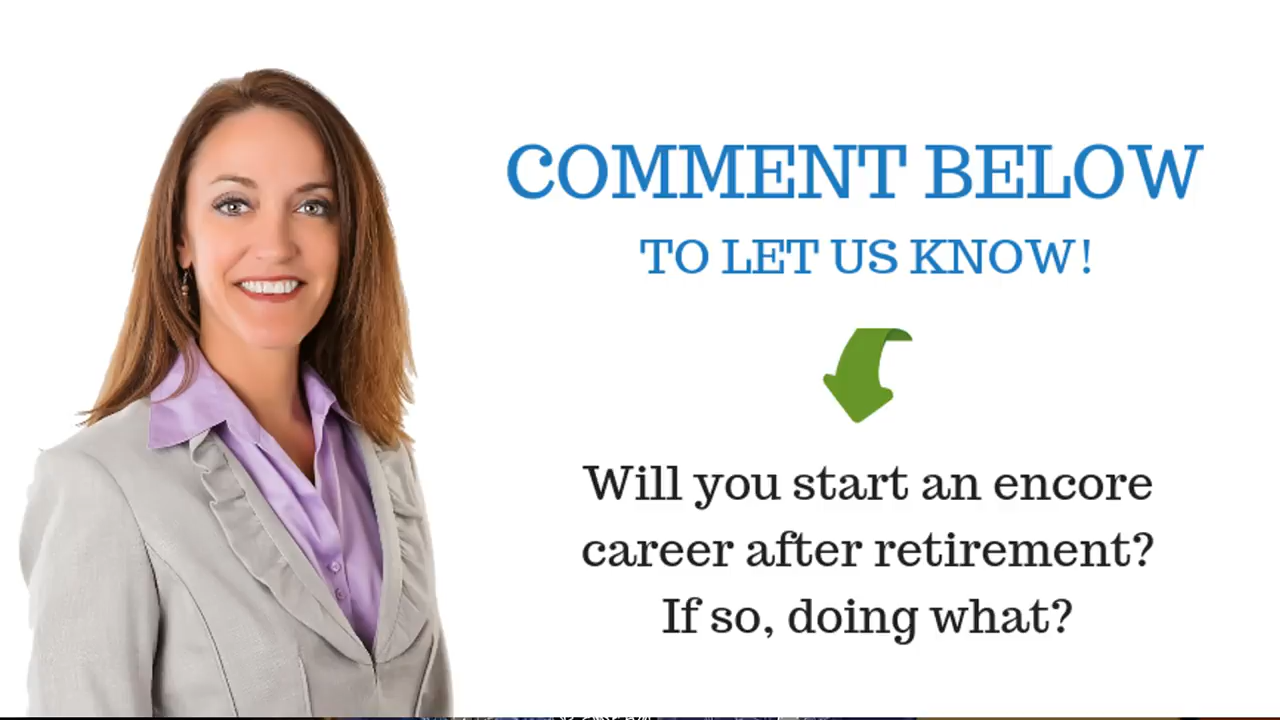 COMMENT BELOW
TO LET US KNOW!
Will you start an encore
career after retirement?
If so, doing what?